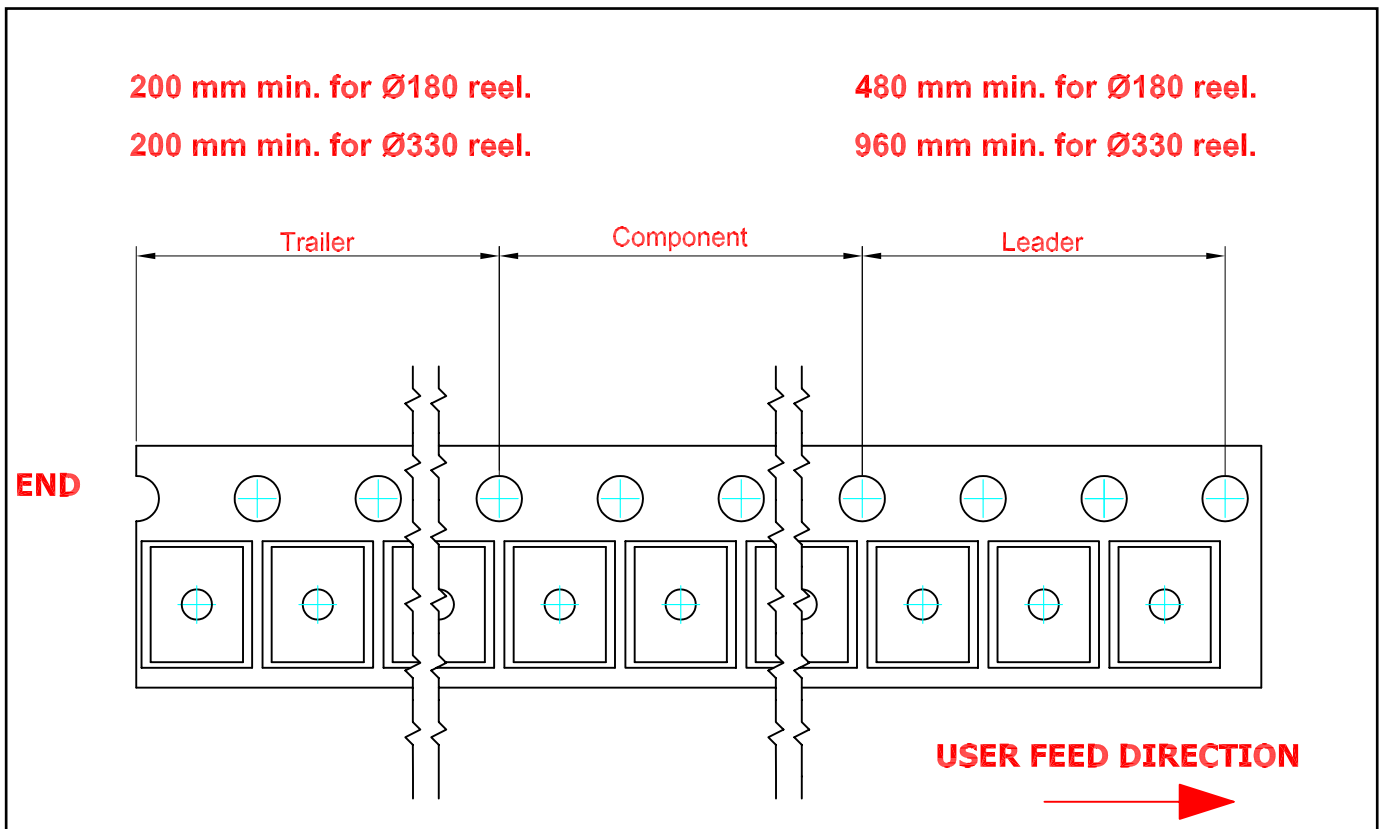 200 mm min. for Ø180 reel.
200 mm min. for Ø330 reel.
480 mm min. for Ø180 reel.
960 mm min. for Ø330 reel.
Trailer
Component
Leader
END
USER FEED DIRECTION